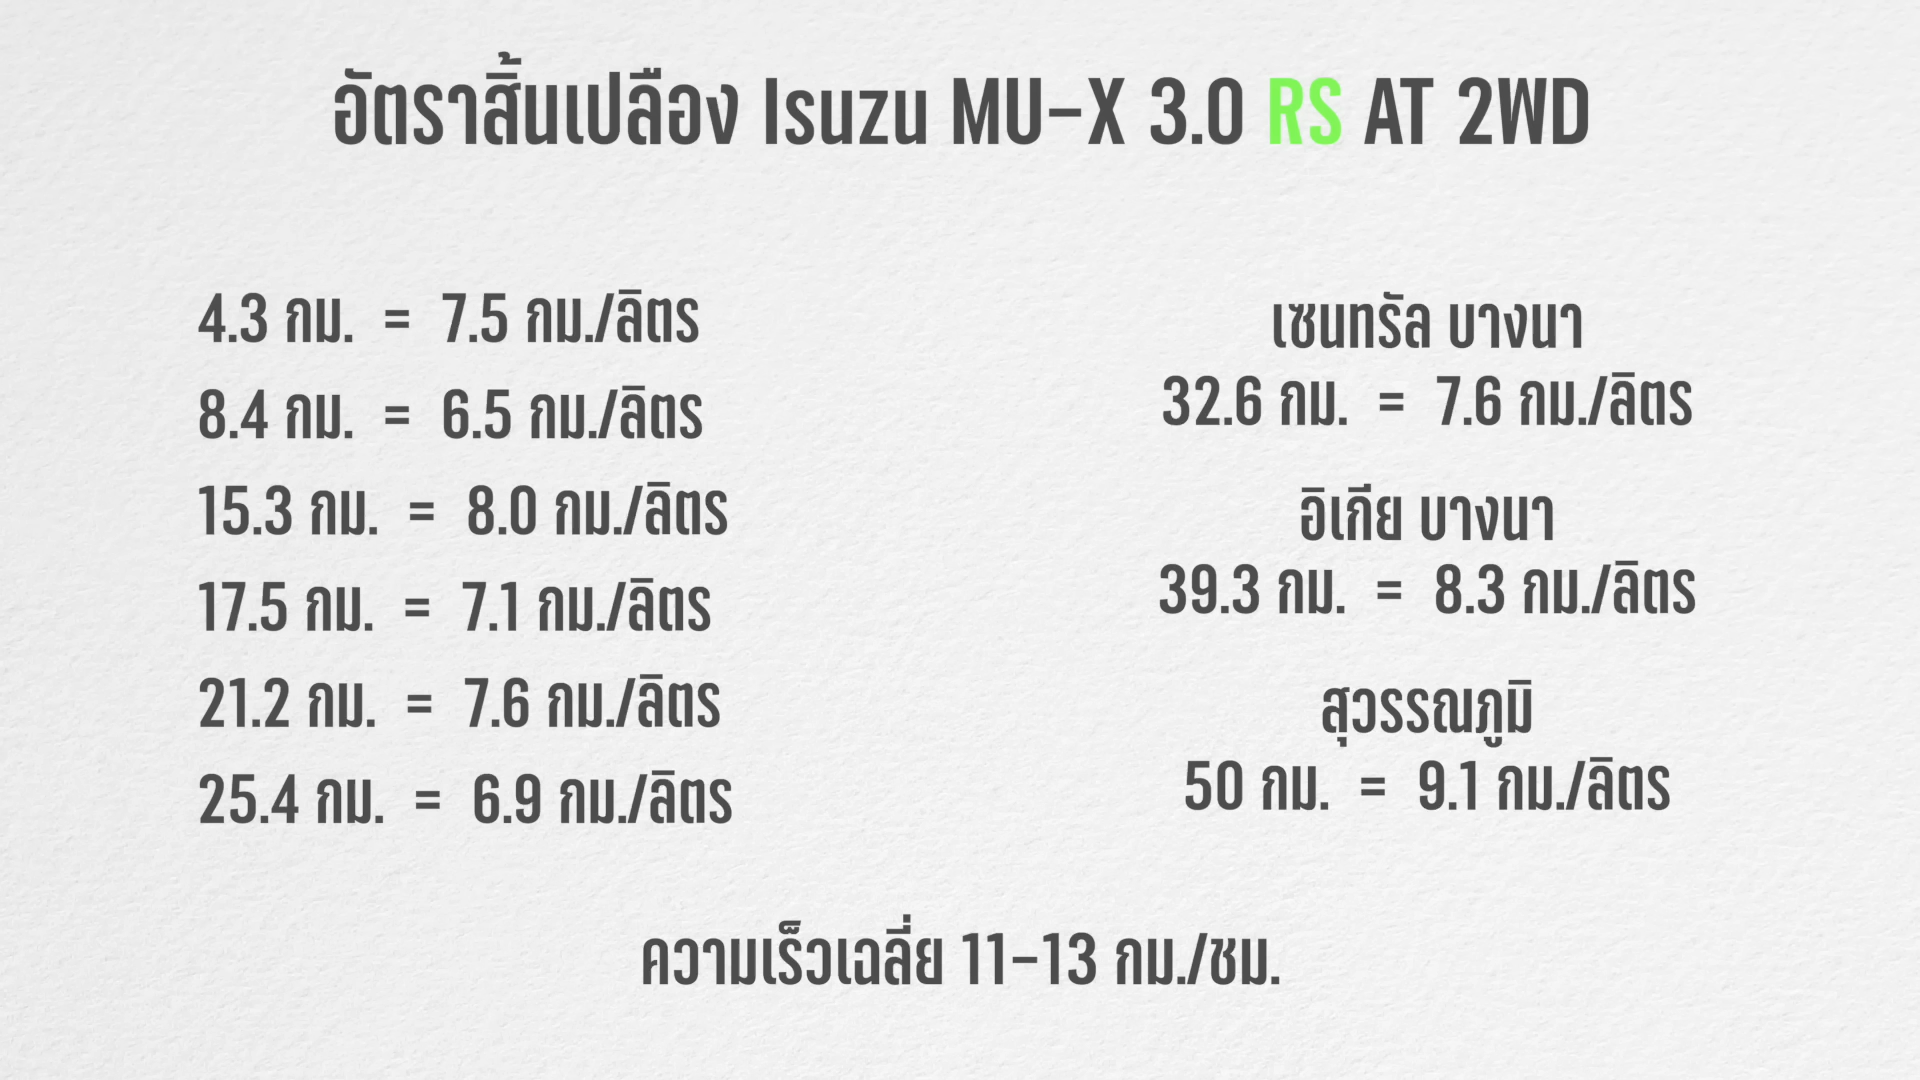 อัตราสิ้นเปลือง Isuzu MU-X 3.0 RS AT 2WD
4.3 กม. = 7.5 กม./ลิตร
8.4 กม. = 6.5 กม./ลิตร
15.3 กม. = 8.0 กม./ลิตร
17.5 กม. = 7.1 กม./ลิตร
21.2 กม. = 7.6 กม./ลิตร
25.4 กม. = 6.9 กม./ลิตร
เซนทรัล บางนา
32.6 กม. = 7.6 กม./ลิตร
อิเกีย บางนา
39.3 กม. = 8.3 กม./ลิตร
สุวรรณภูมิ
50 กม. = 9.1 กม./ลิตร
ความเร็วเฉลี่ย 11-13 กม./ชม.